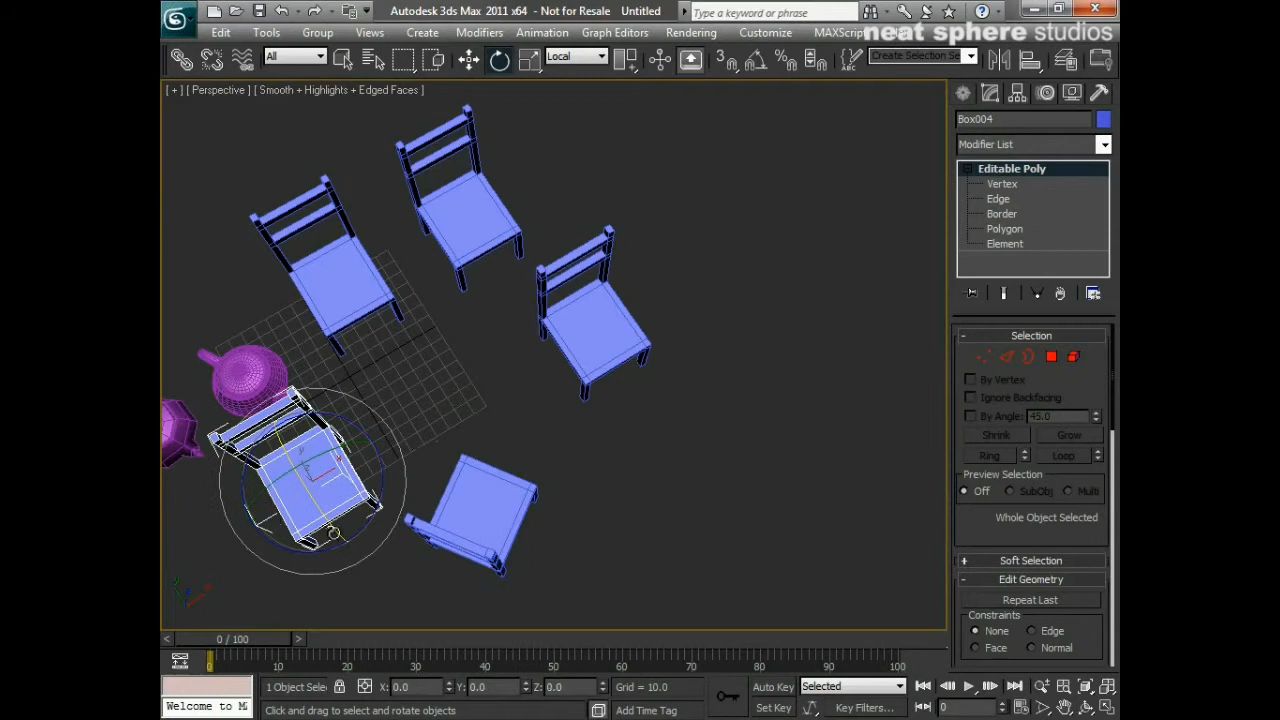 Autodesk 3ds Max 2011 x64 - Not for Resale Untitled
Type a keyword or phrase
Edit Tools Group Views Create Modifiers Animation Graph Editors Rendering Customize MAXScript
neat sphere studios
All
Local
3
Create Selection Se
[ + ] [ Perspective ] [ Smooth + Highlights + Edged Faces ]
Box004
Modifier List
Editable Poly
Vertex
Edge
Border
Polygon
Element
- Selection
By Vertex
Ignore Backfacing
By Angle: 45.0
Shrink Grow
Ring Loop
Preview Selection
Off SubObj Multi
Whole Object Selected
+ Soft Selection
- Edit Geometry
Repeat Last
Constraints
None Edge
Face Normal
< 0 / 100 >
0 10 20 30 40 50 60 70 80 90 100
1 Object Sele X: 0.0 Y: 0.0 Z: 0.0 Grid = 10.0 Auto Key Selected
Welcome to M Click and drag to select and rotate objects Add Time Tag Set Key Key Filters... 0